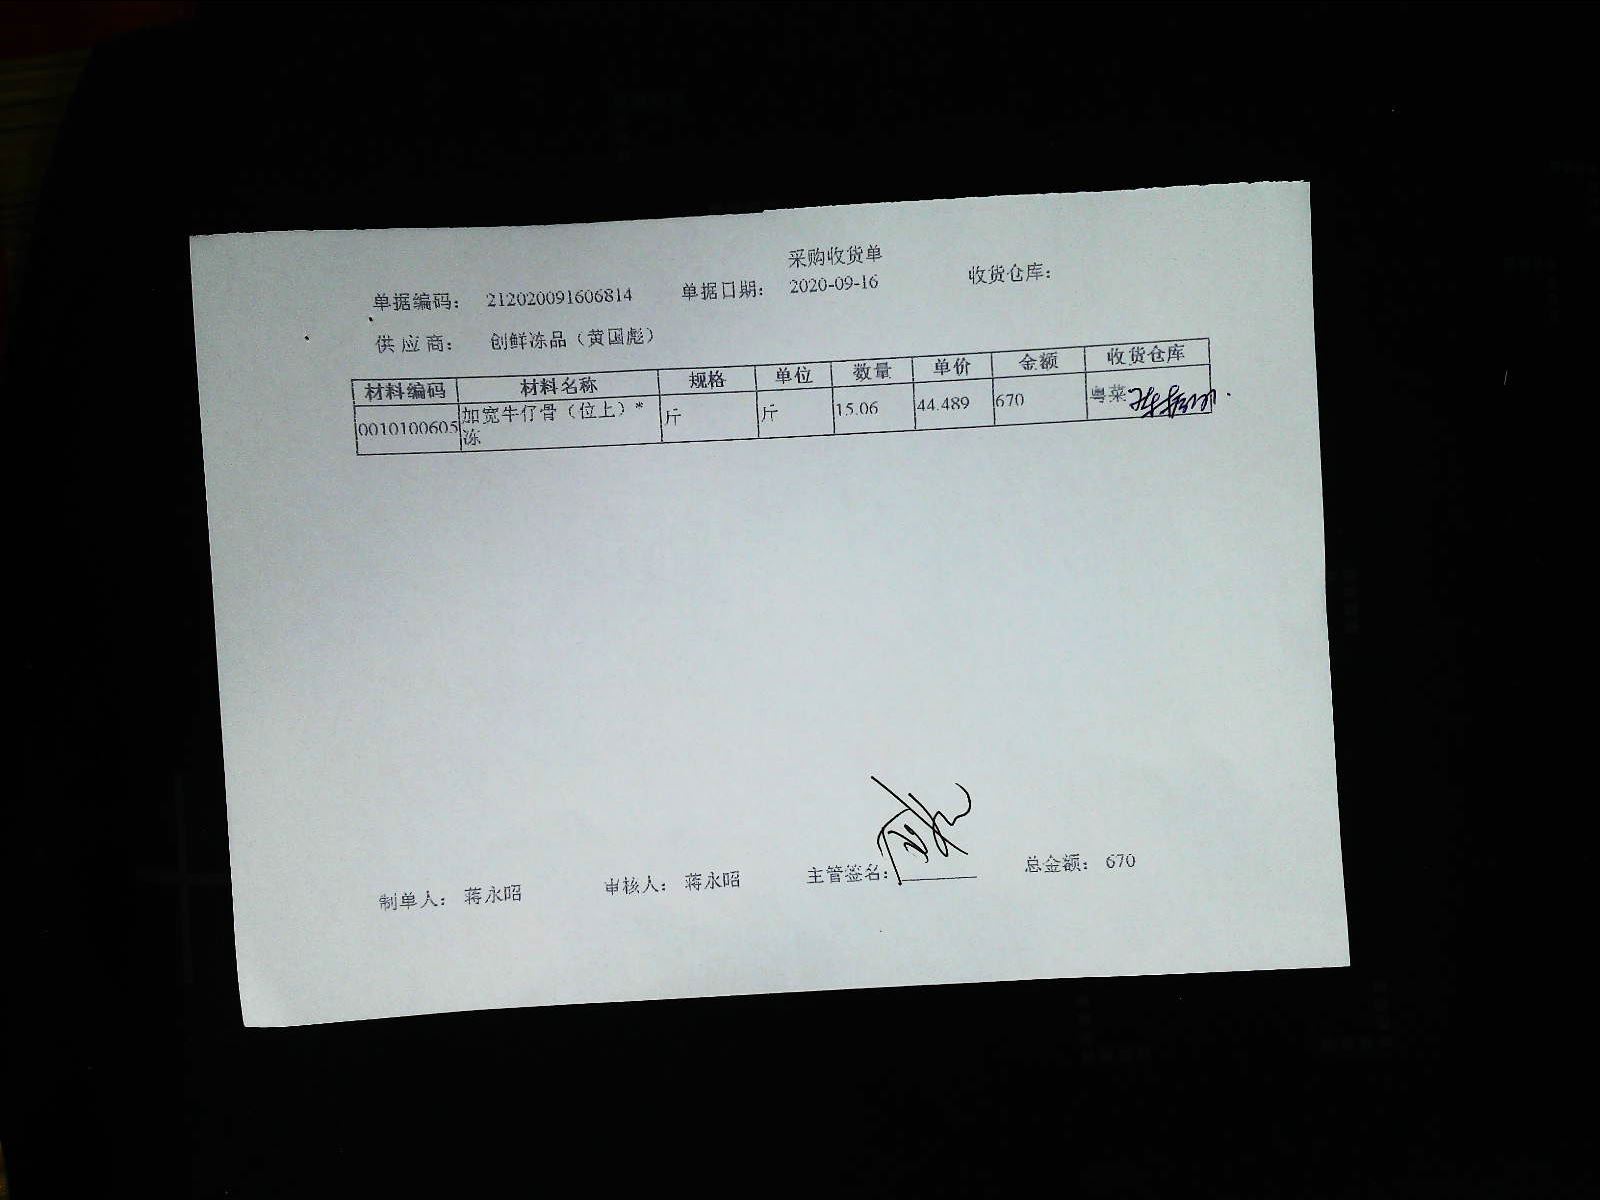 采购收货单
单据编码： 212020091606814 单据日期： 2020-09-16 收货仓库：
供 应 商： 创鲜冻品（黄国彪）
材料编码 材料名称 规格 单位 数量 单价 金额 收货仓库
0010100605 加宽牛仔骨（位上）* 斤 斤 15.06 44.489 670 粤菜
冻
制单人： 蒋永昭 审核人： 蒋永昭 主管签名： 总金额： 670